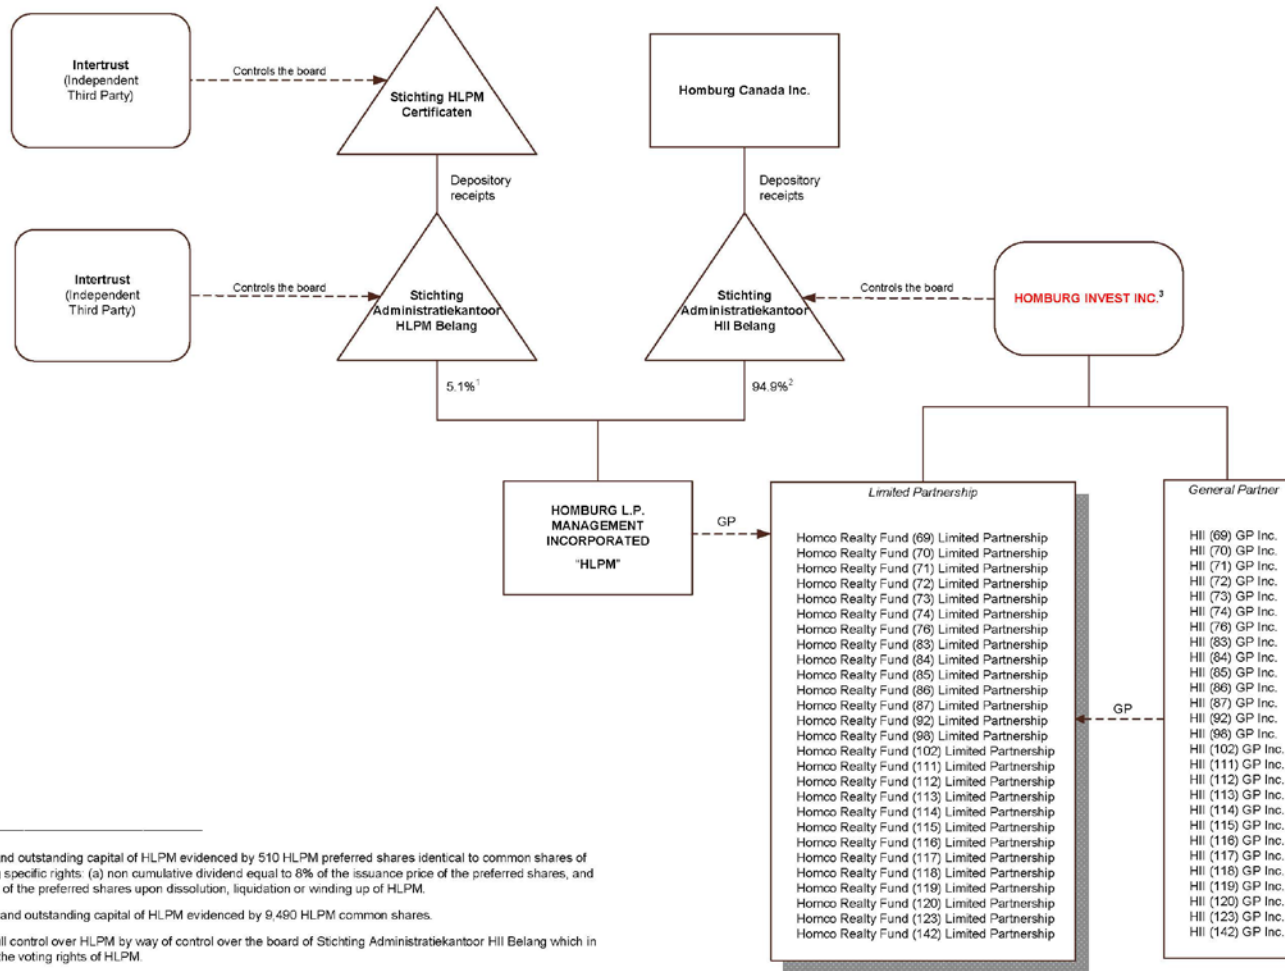 Intertrust
(Independent
Third Party)
Controls the board
Stichting HLPM
Certificaten
Homburg Canada Inc.
Depository
receipts
Depository
receipts
Intertrust
(Independent
Third Party)
Controls the board
Stichting
Administratiekantoor
HLPM Belang
Stichting
Administratiekantoor
HII Belang
Controls the board
HOMBURG INVEST INC.³
5.1%¹
94.9%²
HOMBURG L.P.
MANAGEMENT
INCORPORATED
"HLPM"
GP
Limited Partnership
Homco Realty Fund (69) Limited Partnership
Homco Realty Fund (70) Limited Partnership
Homco Realty Fund (71) Limited Partnership
Homco Realty Fund (72) Limited Partnership
Homco Realty Fund (73) Limited Partnership
Homco Realty Fund (74) Limited Partnership
Homco Realty Fund (76) Limited Partnership
Homco Realty Fund (83) Limited Partnership
Homco Realty Fund (84) Limited Partnership
Homco Realty Fund (85) Limited Partnership
Homco Realty Fund (86) Limited Partnership
Homco Realty Fund (87) Limited Partnership
Homco Realty Fund (92) Limited Partnership
Homco Realty Fund (98) Limited Partnership
Homco Realty Fund (102) Limited Partnership
Homco Realty Fund (111) Limited Partnership
Homco Realty Fund (112) Limited Partnership
Homco Realty Fund (113) Limited Partnership
Homco Realty Fund (114) Limited Partnership
Homco Realty Fund (115) Limited Partnership
Homco Realty Fund (116) Limited Partnership
Homco Realty Fund (117) Limited Partnership
Homco Realty Fund (118) Limited Partnership
Homco Realty Fund (119) Limited Partnership
Homco Realty Fund (120) Limited Partnership
Homco Realty Fund (123) Limited Partnership
Homco Realty Fund (142) Limited Partnership
GP
General Partner
HII (69) GP Inc.
HII (70) GP Inc.
HII (71) GP Inc.
HII (72) GP Inc.
HII (73) GP Inc.
HII (74) GP Inc.
HII (76) GP Inc.
HII (83) GP Inc.
HII (84) GP Inc.
HII (85) GP Inc.
HII (86) GP Inc.
HII (87) GP Inc.
HII (92) GP Inc.
HII (98) GP Inc.
HII (102) GP Inc.
HII (111) GP Inc.
HII (112) GP Inc.
HII (113) GP Inc.
HII (114) GP Inc.
HII (115) GP Inc.
HII (116) GP Inc.
HII (117) GP Inc.
HII (118) GP Inc.
HII (119) GP Inc.
HII (120) GP Inc.
HII (123) GP Inc.
HII (142) GP Inc.
and outstanding capital of HLPM evidenced by 510 HLPM preferred shares identical to common shares of
specific rights: (a) non cumulative dividend equal to 8% of the issuance price of the preferred shares, and
of the preferred shares upon dissolution, liquidation or winding up of HLPM.
and outstanding capital of HLPM evidenced by 9,490 HLPM common shares.
control over HLPM by way of control over the board of Stichting Administratiekantoor HII Belang which in
the voting rights of HLPM.